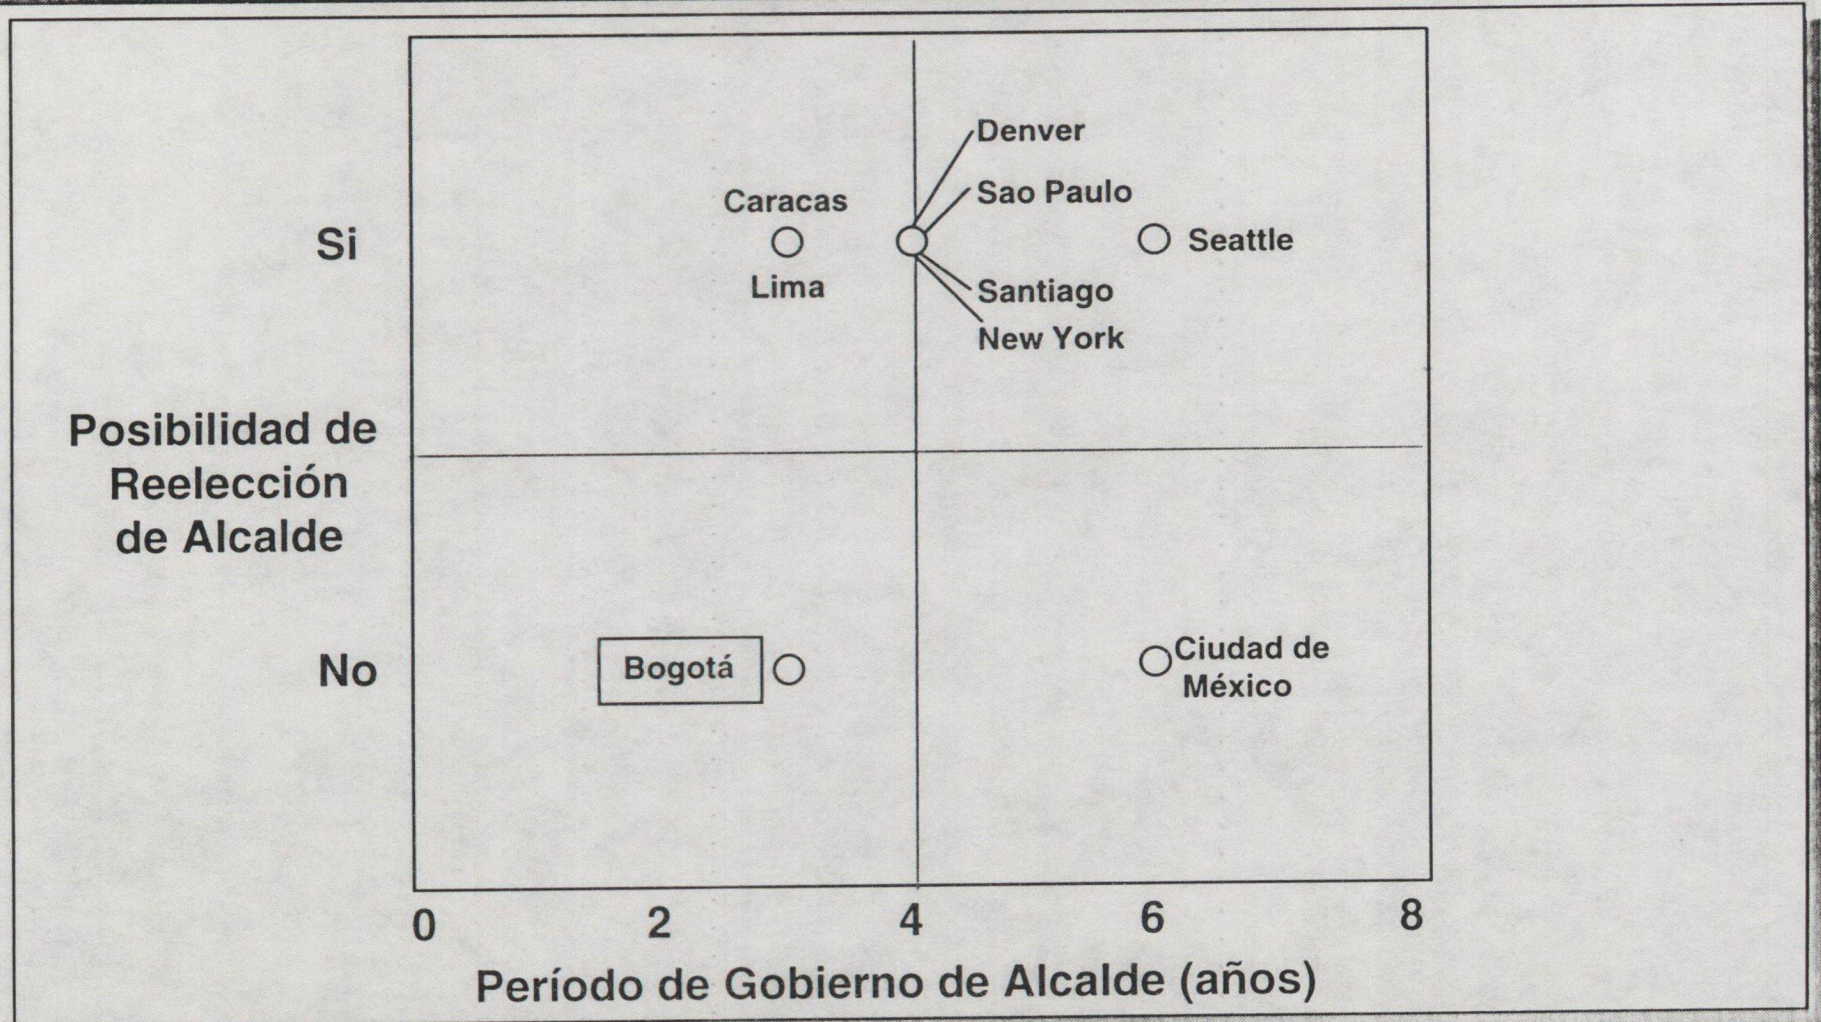 Denver
Caracas
Sao Paulo
Si
Seattle
Lima
Santiago
New York
Posibilidad de
Reelección
de Alcalde
No
Bogotá
Ciudad de
México
0 2 4 6 8
Período de Gobierno de Alcalde (años)